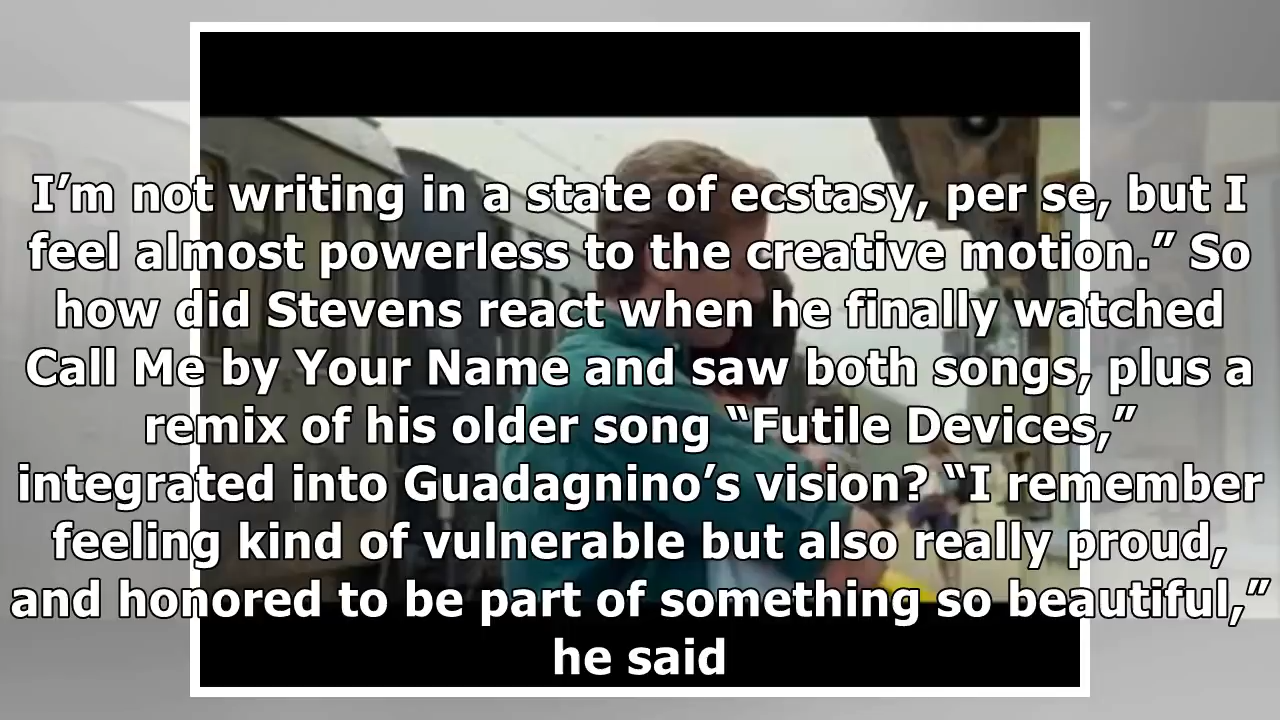 I’m not writing in a state of ecstasy, per se, but I
feel almost powerless to the creative motion.” So
how did Stevens react when he finally watched
Call Me by Your Name and saw both songs, plus a
remix of his older song “Futile Devices,”
integrated into Guadagnino’s vision? “I remember
feeling kind of vulnerable but also really proud,
and honored to be part of something so beautiful,”
he said